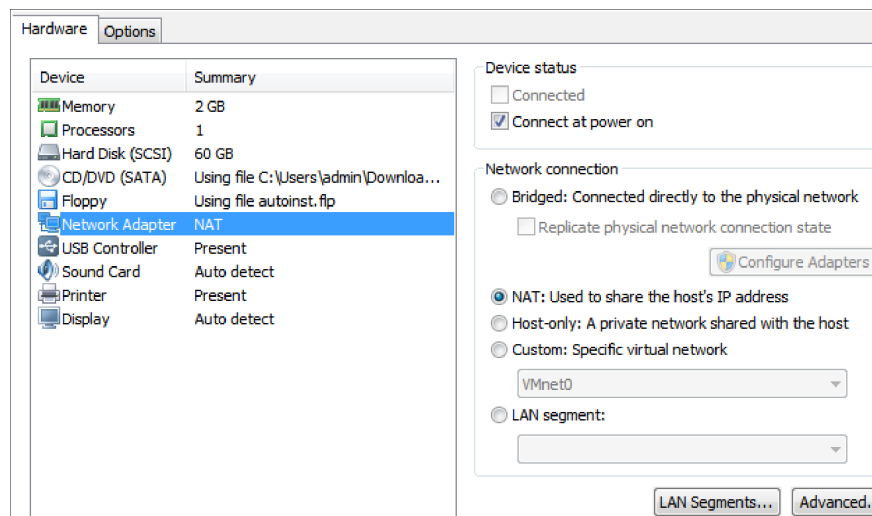 Hardware
Options
Device Summary
Memory 2 GB
Processors 1
Hard Disk (SCSI) 60 GB
CD/DVD (SATA) Using file C:\Users\admin\Downloa...
Floppy Using file autoinst.flp
Network Adapter NAT
USB Controller Present
Sound Card Auto detect
Printer Present
Display Auto detect
Device status
Connected
Connect at power on
Network connection
Bridged: Connected directly to the physical network
Replicate physical network connection state
Configure Adapters
NAT: Used to share the host's IP address
Host-only: A private network shared with the host
Custom: Specific virtual network
VMnet0
LAN segment:
LAN Segments... Advanced.